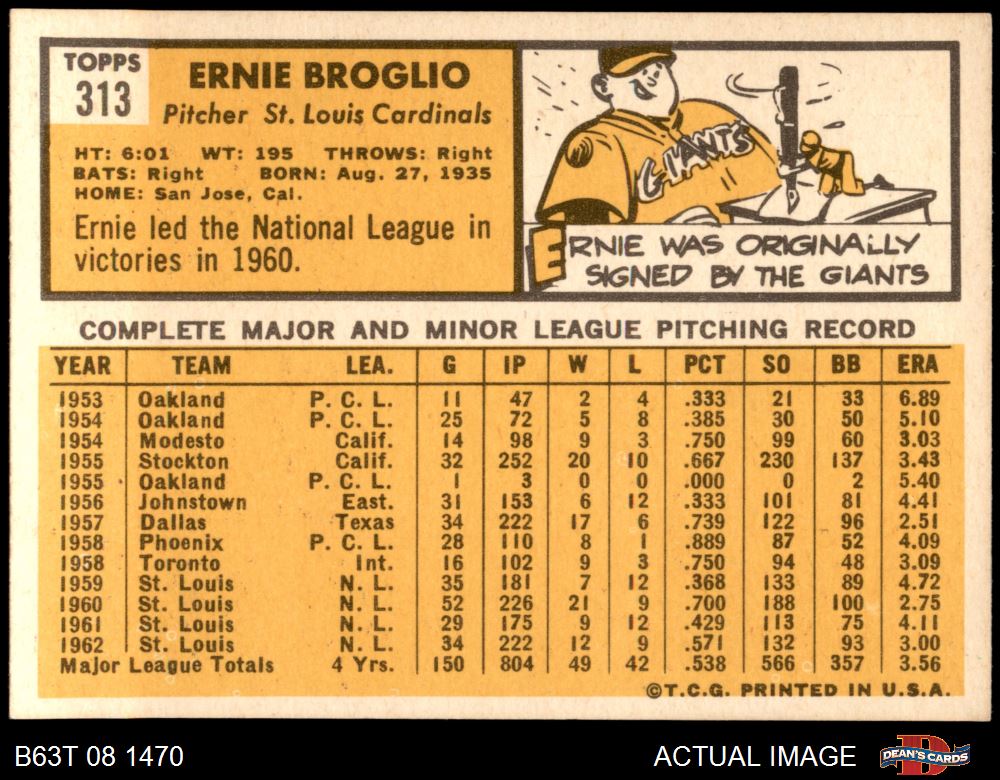 TOPPS
313
ERNIE BROGLIO
Pitcher St. Louis Cardinals
HT: 6:01 WT: 195 THROWS: Right
BATS: Right BORN: Aug. 27, 1935
HOME: San Jose, Cal.
Ernie led the National League in
victories in 1960.
GIANTS
ERNIE WAS ORIGINALLY
SIGNED BY THE GIANTS
COMPLETE MAJOR AND MINOR LEAGUE PITCHING RECORD
YEAR TEAM LEA. G IP W L PCT SO BB ERA
1953 Oakland P. C. L. 11 47 2 4 .333 21 33 6.89
1954 Oakland P. C. L. 25 72 5 8 .385 30 50 5.10
1954 Modesto Calif. 14 98 9 3 .750 99 60 3.03
1955 Stockton Calif. 32 252 20 10 .667 230 137 3.43
1955 Oakland P. C. L. 1 3 0 0 .000 0 2 5.40
1956 Johnstown East. 31 153 6 12 .333 101 81 4.41
1957 Dallas Texas 34 222 17 6 .739 122 96 2.51
1958 Phoenix P. C. L. 28 110 8 1 .889 87 52 4.09
1958 Toronto Int. 16 102 9 3 .750 94 48 3.09
1959 St. Louis N. L. 35 181 7 12 .368 133 89 4.72
1960 St. Louis N. L. 52 226 21 9 .700 188 100 2.75
1961 St. Louis N. L. 29 175 9 12 .429 113 75 4.11
1962 St. Louis N. L. 34 222 12 9 .571 132 93 3.00
Major League Totals 4 Yrs. 150 804 49 42 .538 566 357 3.56
©T.C.G. PRINTED IN U.S.A.
B63T 08 1470
ACTUAL IMAGE
D
DEAN'S CARDS